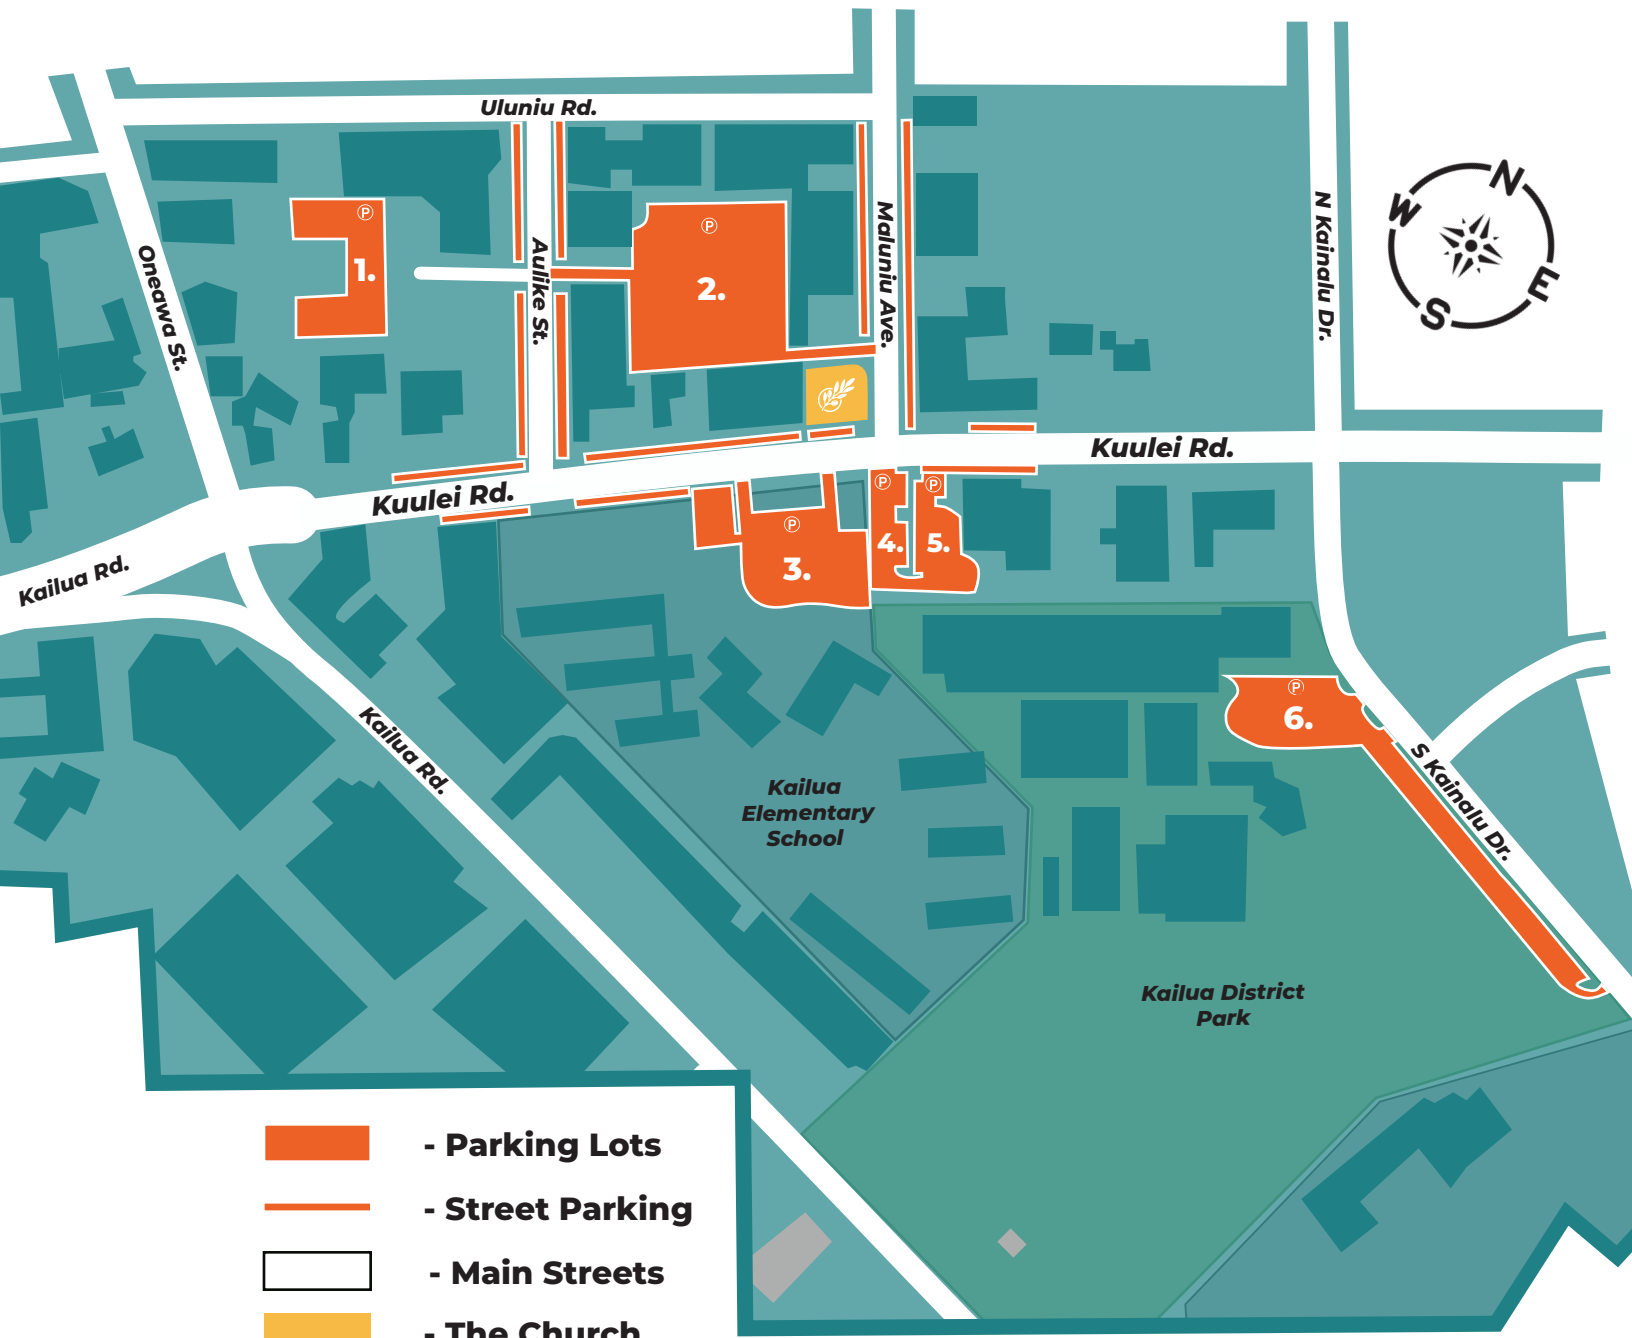 Uluniu Rd.
N
W
E
S
Oneawa St.
Aulike St.
Maluniu Ave.
N Kainalu Dr.
P
1.
P
2.
Kuulei Rd.
Kuulei Rd.
P
3.
P
4.
P
5.
Kailua Rd.
P
6.
S Kainalu Dr.
Kailua Rd.
Kailua
Elementary
School
Kailua District
Park
- Parking Lots
- Street Parking
- Main Streets
- The Church